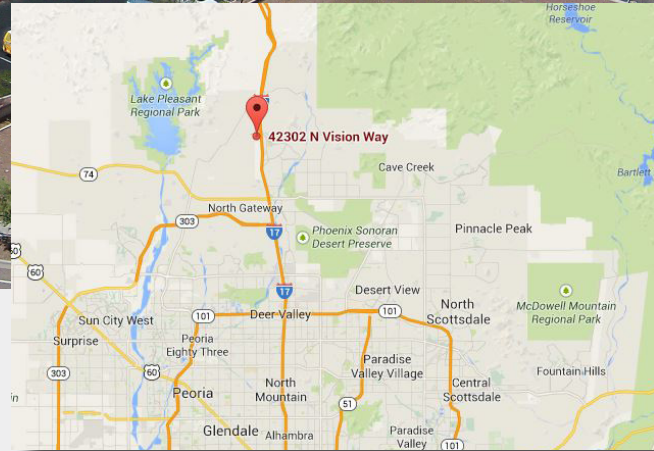 Horseshoe
Reservoir
Lake Pleasant
Regional Park
42302 N Vision Way
Cave Creek
Bartlett
74
North Gateway
303
17
Phoenix Sonoran
Desert Preserve
Pinnacle Peak
60
60
17
Desert View
North
Scottsdale
McDowell Mountain
Regional Park
101
Deer Valley
101
Sun City West
Surprise
Peoria
Eighty Three
Paradise
Valley Village
303
60
Peoria
North
Mountain
Central
Scottsdale
Fountain Hills
51
in
Glendale
Alhambra
Paradise
Valley
101